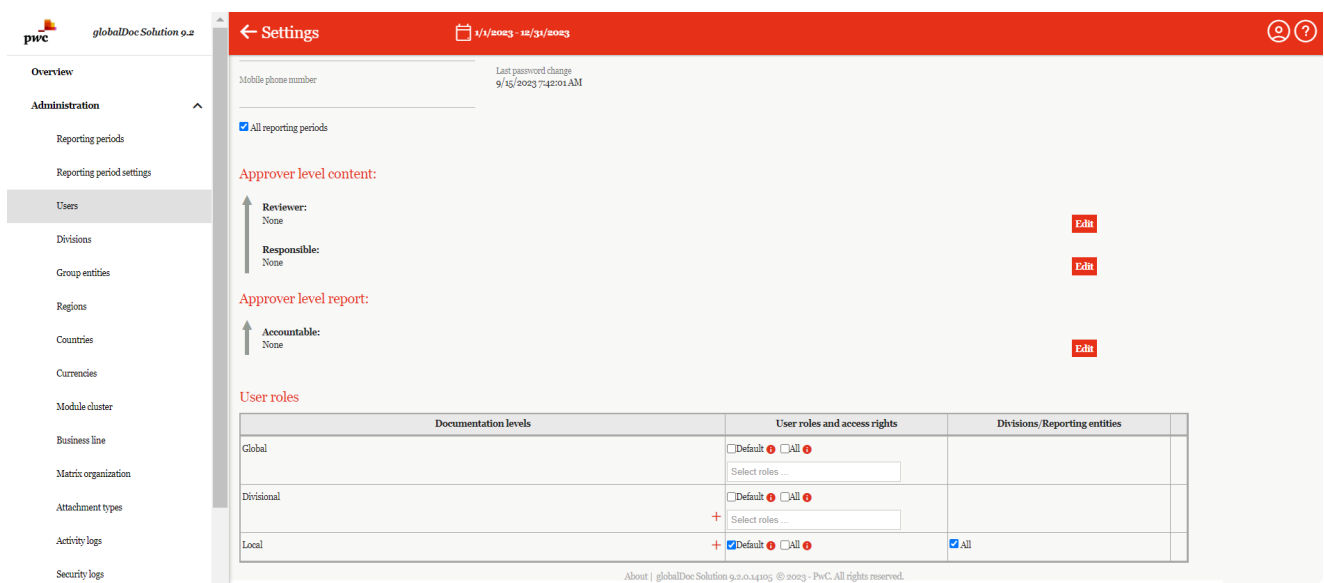 pwc
globalDoc Solution 9.2
Settings
1/1/2023 - 12/31/2023
Overview
Administration
Reporting periods
Reporting period settings
Users
Divisions
Group entities
Regions
Countries
Currencies
Module cluster
Business line
Matrix organization
Attachment types
Activity logs
Security logs
Mobile phone number
Last password change
9/15/2023 7:42:01 AM
All reporting periods
Approver level content:
Reviewer:
None
Edit
Responsible:
None
Edit
Approver level report:
Accountable:
None
Edit
User roles
Documentation levels User roles and access rights Divisions/Reporting entities
Global Default All
Select roles ...
Divisional Default All
+ Select roles ...
Local + Default All All
About | globalDoc Solution 9.2.0.14105 © 2023 - PwC. All rights reserved.